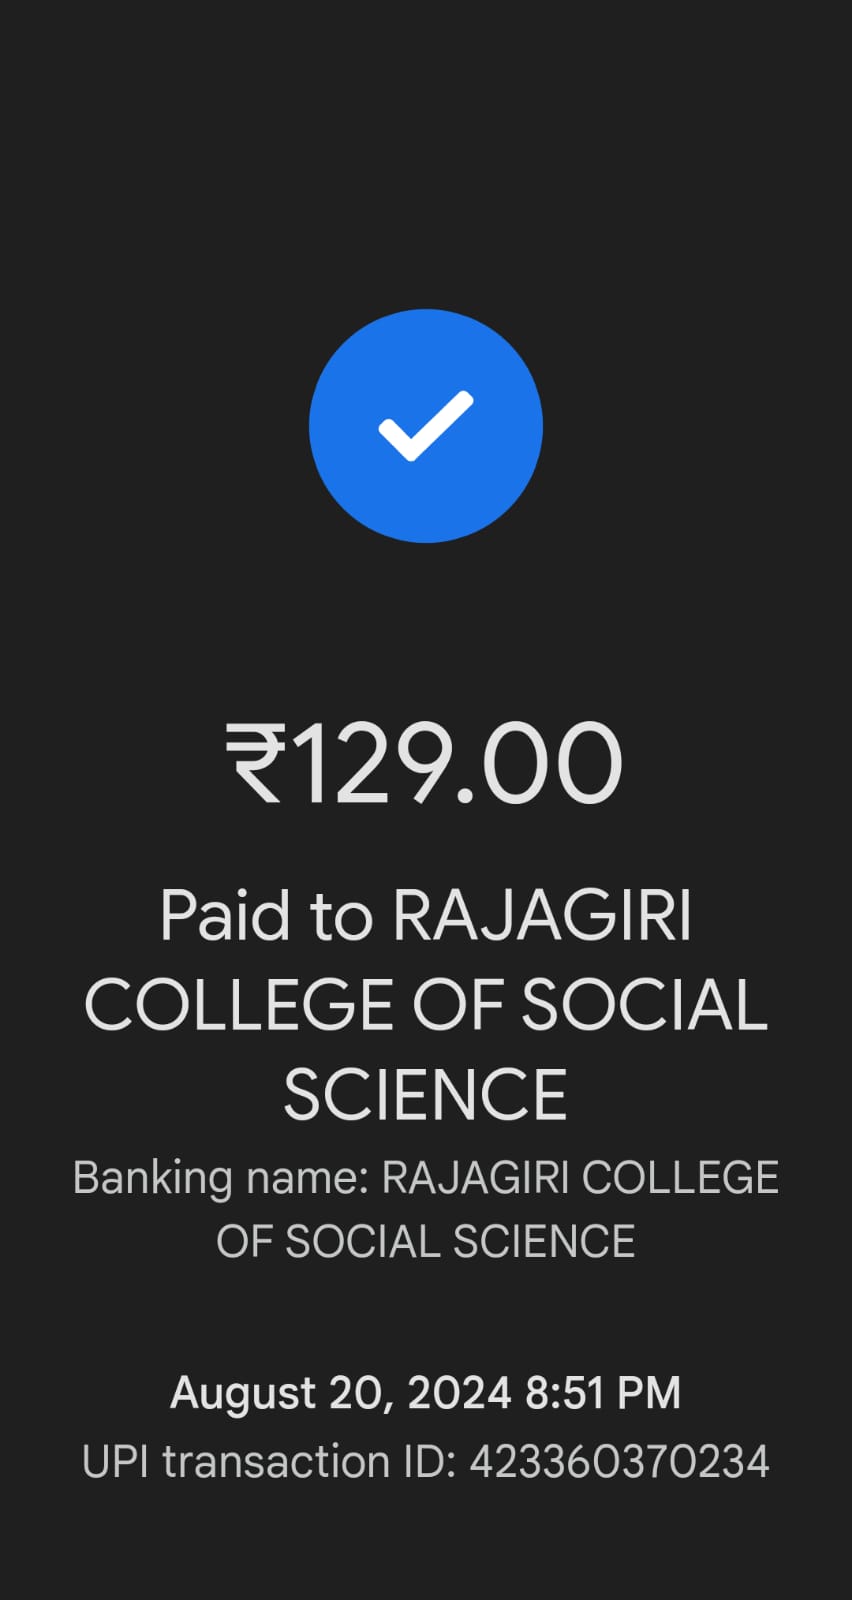 ₹129.00
Paid to RAJAGIRI
COLLEGE OF SOCIAL
SCIENCE
Banking name: RAJAGIRI COLLEGE
OF SOCIAL SCIENCE
August 20, 2024 8:51 PM
UPI transaction ID: 423360370234